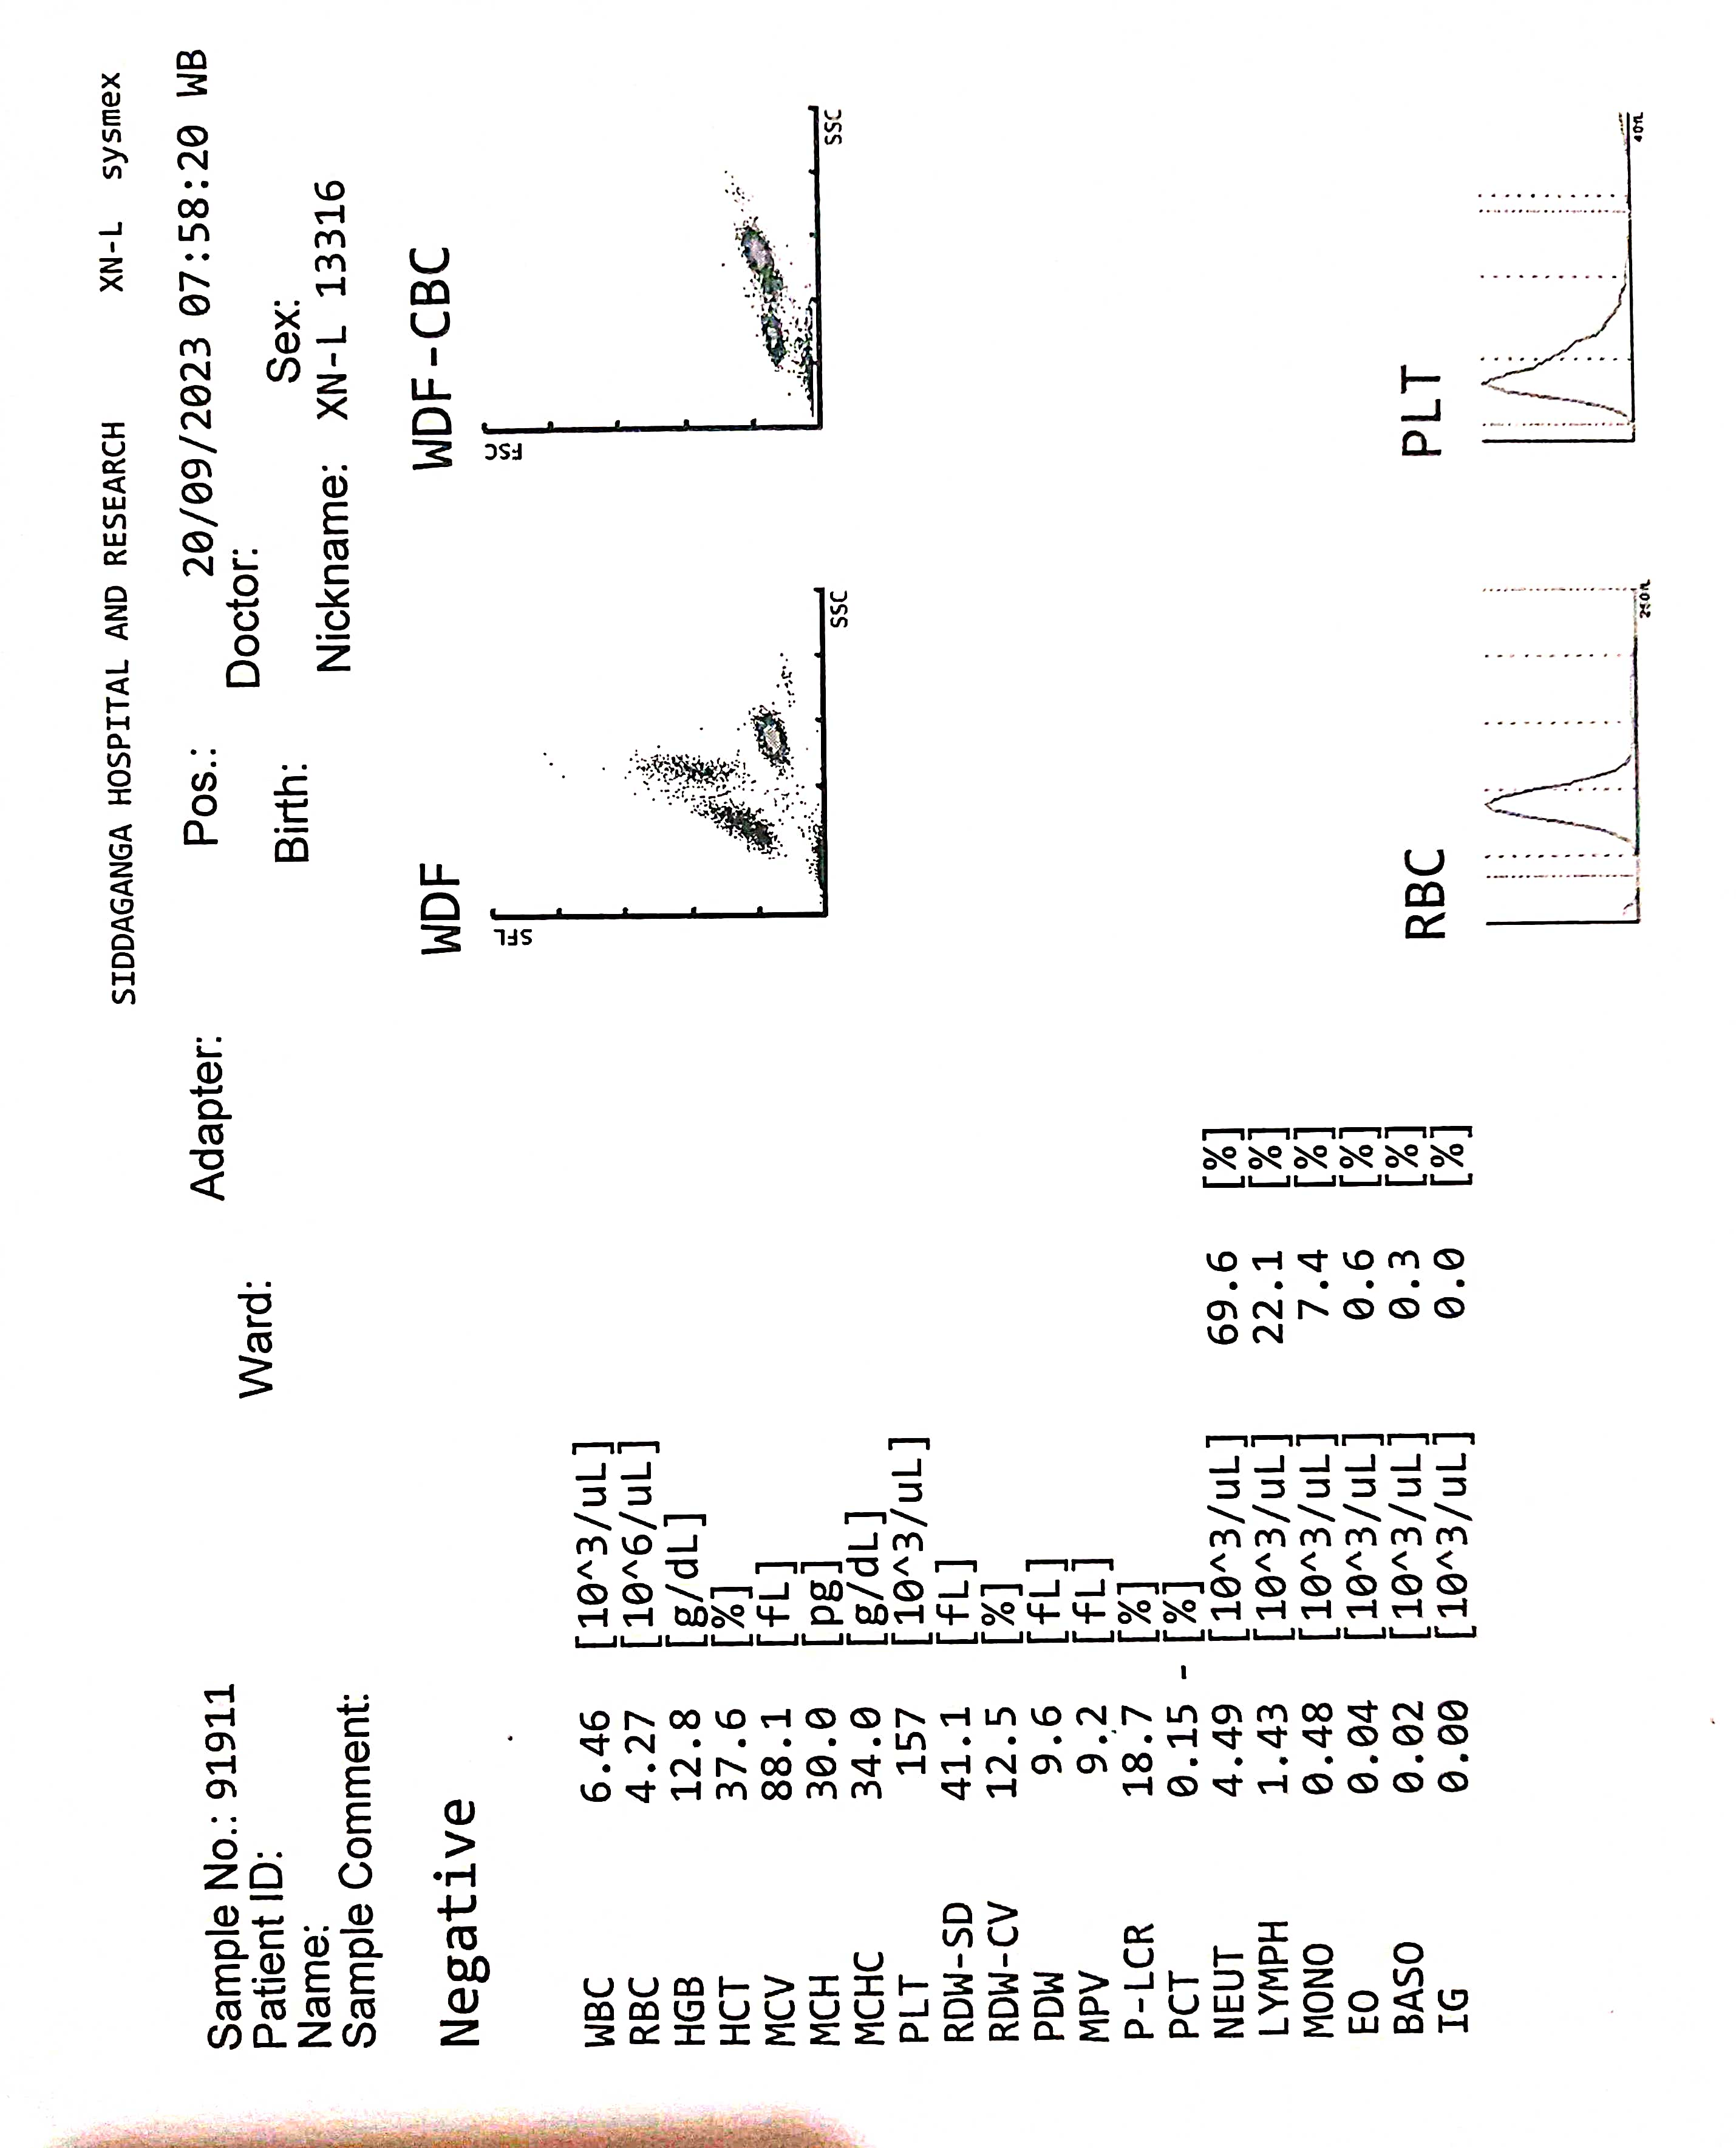 SIDDAGANGA HOSPITAL AND RESEARCH XN-L sysmex
Sample No.: 91911 Adapter: Pos.: 20/09/2023 07:58:20 WB
Patient ID: Ward: Doctor:
Name: Birth: Sex:
Sample Comment: Nickname: XN-L 13316
Negative WDF WDF-CBC
SFL FSC
WBC 6.46 [10^3/uL]
RBC 4.27 [10^6/uL]
HGB 12.8 [g/dL]
HCT 37.6 [%]
MCV 88.1 [fL]
SSC SSC
MCH 30.0 [pg]
MCHC 34.0 [g/dL]
PLT 157 [10^3/uL]
RDW-SD 41.1 [fL]
RDW-CV 12.5 [%]
PDW 9.6 [fL]
MPV 9.2 [fL]
P-LCR 18.7 [%]
PCT 0.15 - [%]
NEUT 4.49 [10^3/uL] 69.6 [%]
LYMPH 1.43 [10^3/uL] 22.1 [%]
MONO 0.48 [10^3/uL] 7.4 [%]
EO 0.04 [10^3/uL] 0.6 [%]
BASO 0.02 [10^3/uL] 0.3 [%]
IG 0.00 [10^3/uL] 0.0 [%]
RBC PLT
250fL 40fL